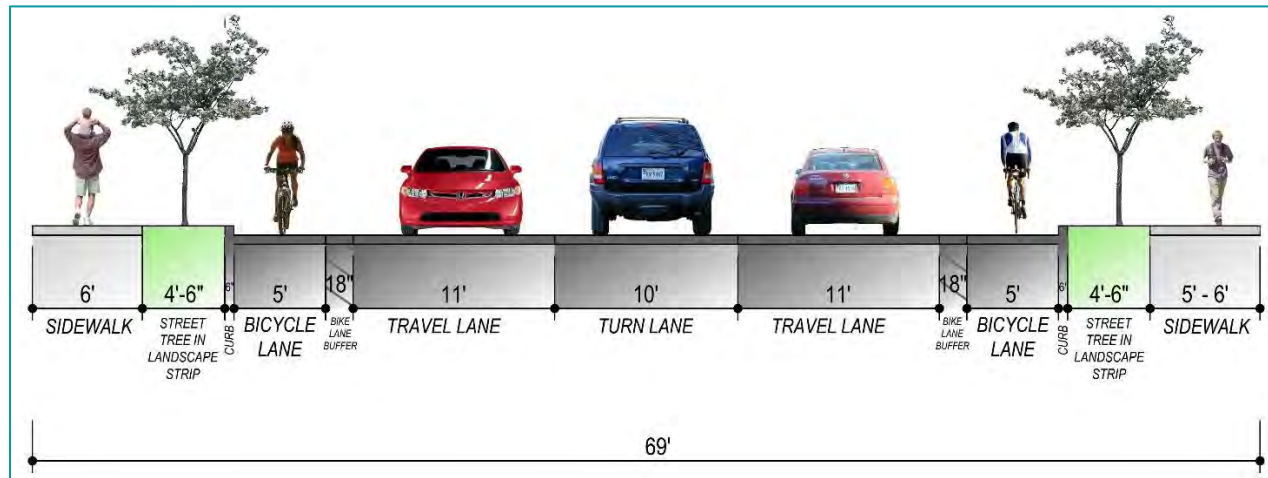 6'
4'-6"
6"
5'
18"
11'
10'
11'
18"
5'
6"
4'-6"
5' - 6'
SIDEWALK
STREET
TREE IN
LANDSCAPE
STRIP
CURB
BICYCLE
LANE
BIKE
LANE
BUFFER
TRAVEL LANE
TURN LANE
TRAVEL LANE
BIKE
LANE
BUFFER
BICYCLE
LANE
CURB
STREET
TREE IN
LANDSCAPE
STRIP
SIDEWALK
69'